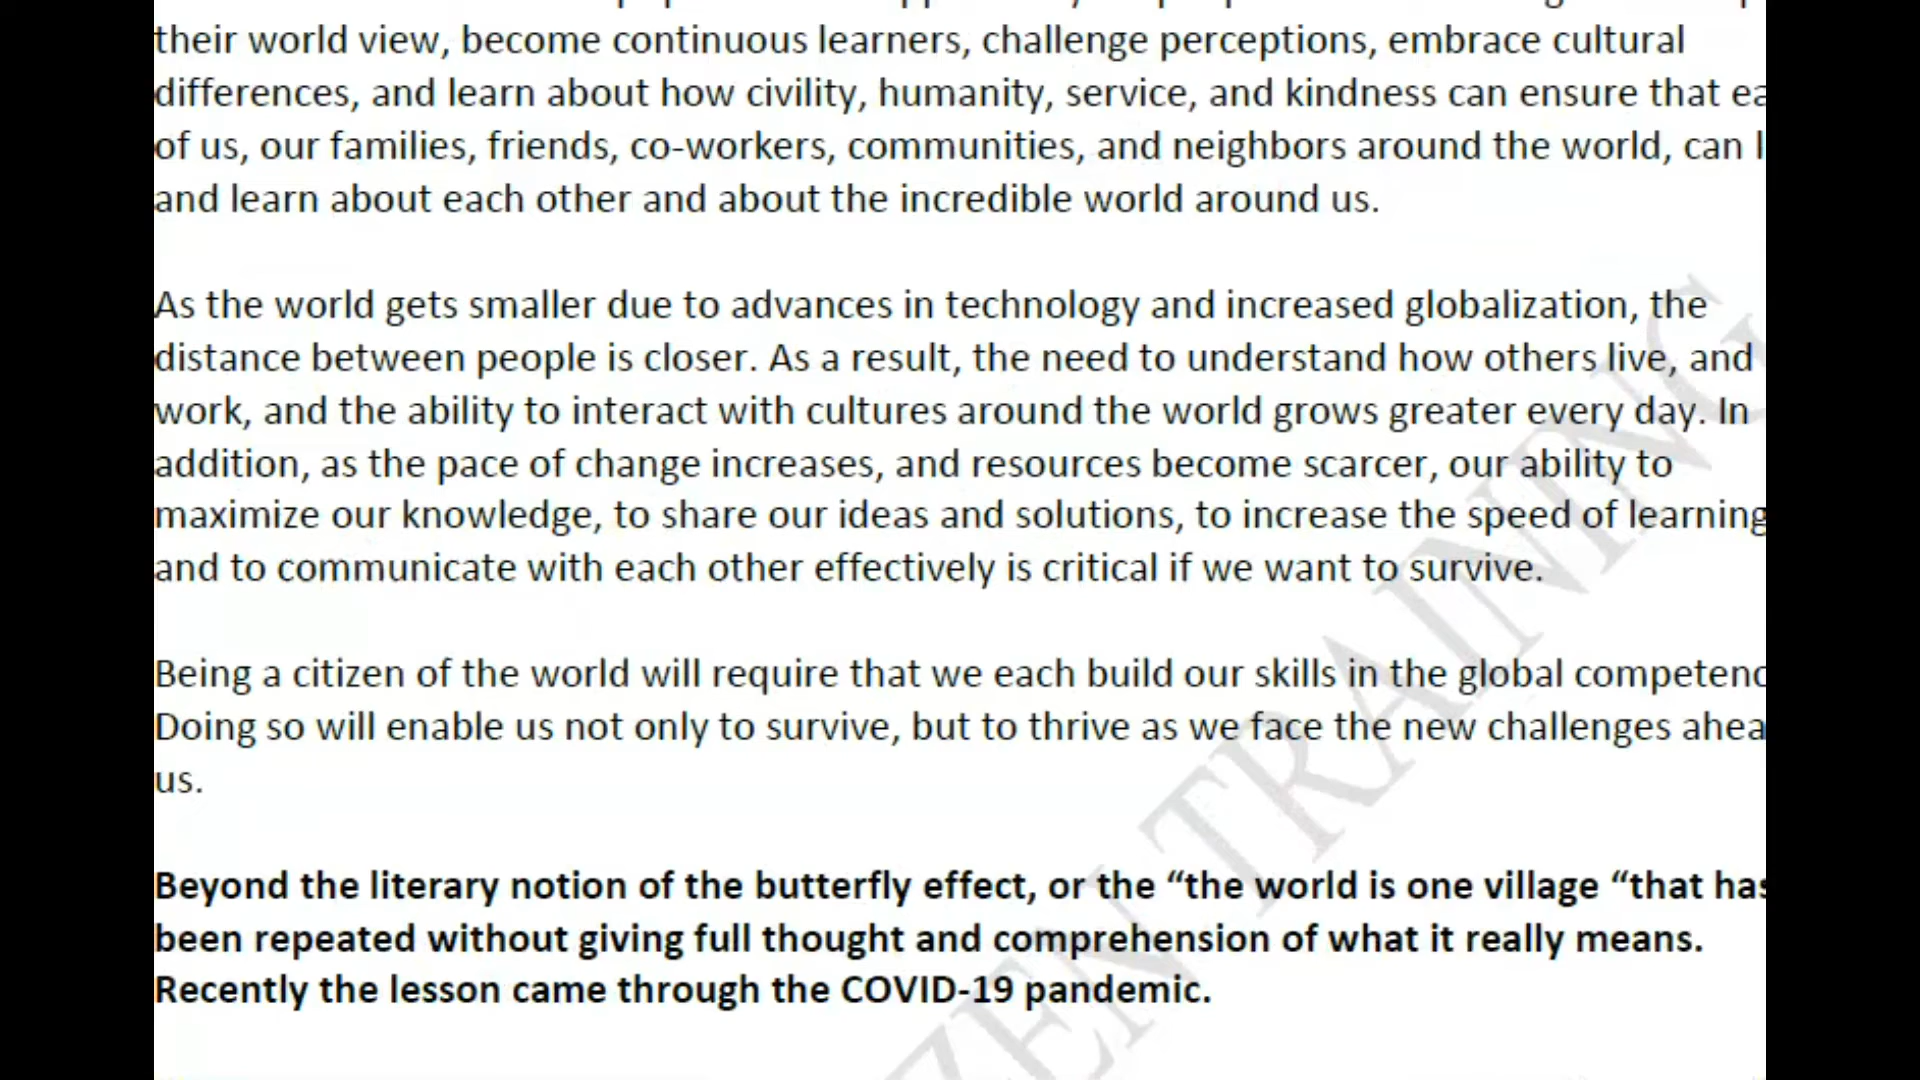 their world view, become continuous learners, challenge perceptions, embrace cultural
differences, and learn about how civility, humanity, service, and kindness can ensure that ea
of us, our families, friends, co-workers, communities, and neighbors around the world, can l
and learn about each other and about the incredible world around us.
As the world gets smaller due to advances in technology and increased globalization, the
distance between people is closer. As a result, the need to understand how others live, and
work, and the ability to interact with cultures around the world grows greater every day. In
addition, as the pace of change increases, and resources become scarcer, our ability to
maximize our knowledge, to share our ideas and solutions, to increase the speed of learning
and to communicate with each other effectively is critical if we want to survive.
Being a citizen of the world will require that we each build our skills in the global competenc
Doing so will enable us not only to survive, but to thrive as we face the new challenges ahea
us.
Beyond the literary notion of the butterfly effect, or the “the world is one village “that has
been repeated without giving full thought and comprehension of what it really means.
Recently the lesson came through the COVID-19 pandemic.
ZEN TRAINING